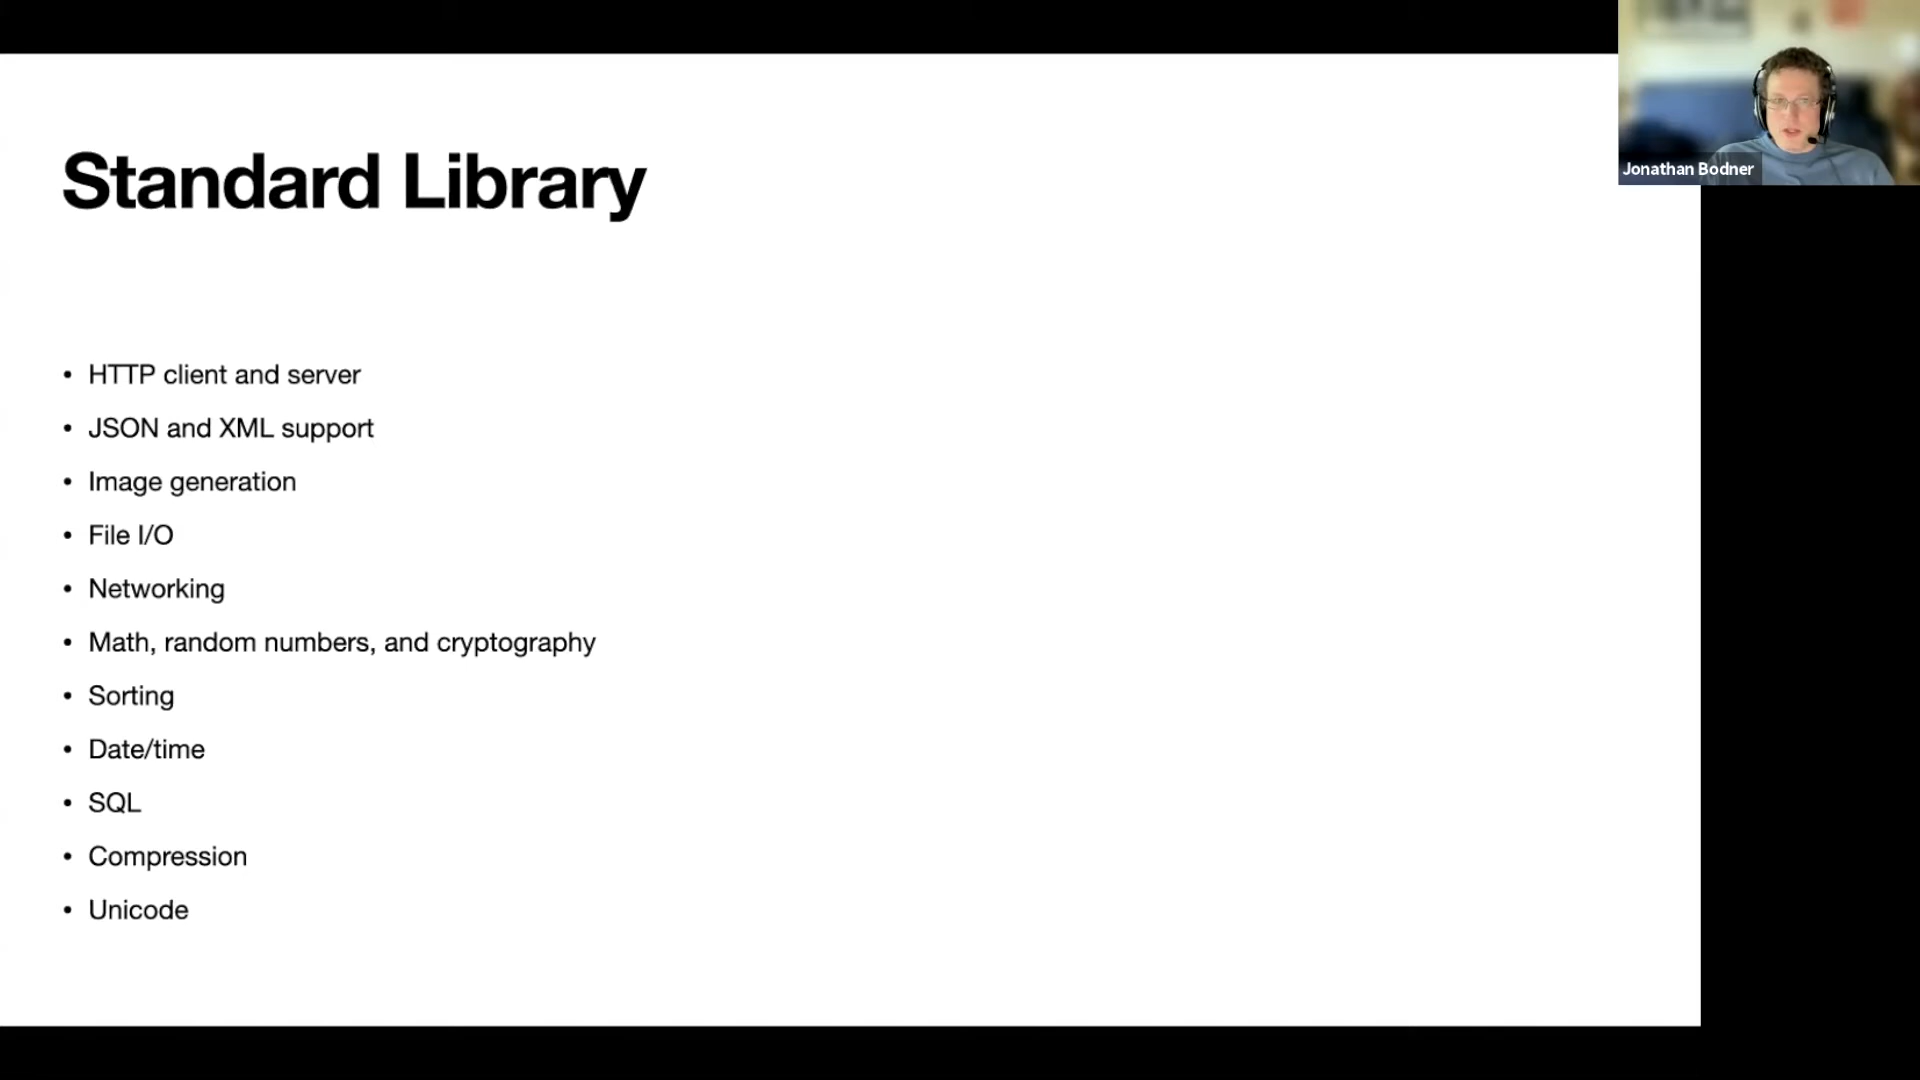 Standard Library
• HTTP client and server
• JSON and XML support
• Image generation
• File I/O
• Networking
• Math, random numbers, and cryptography
• Sorting
• Date/time
• SQL
• Compression
• Unicode
Jonathan Bodner